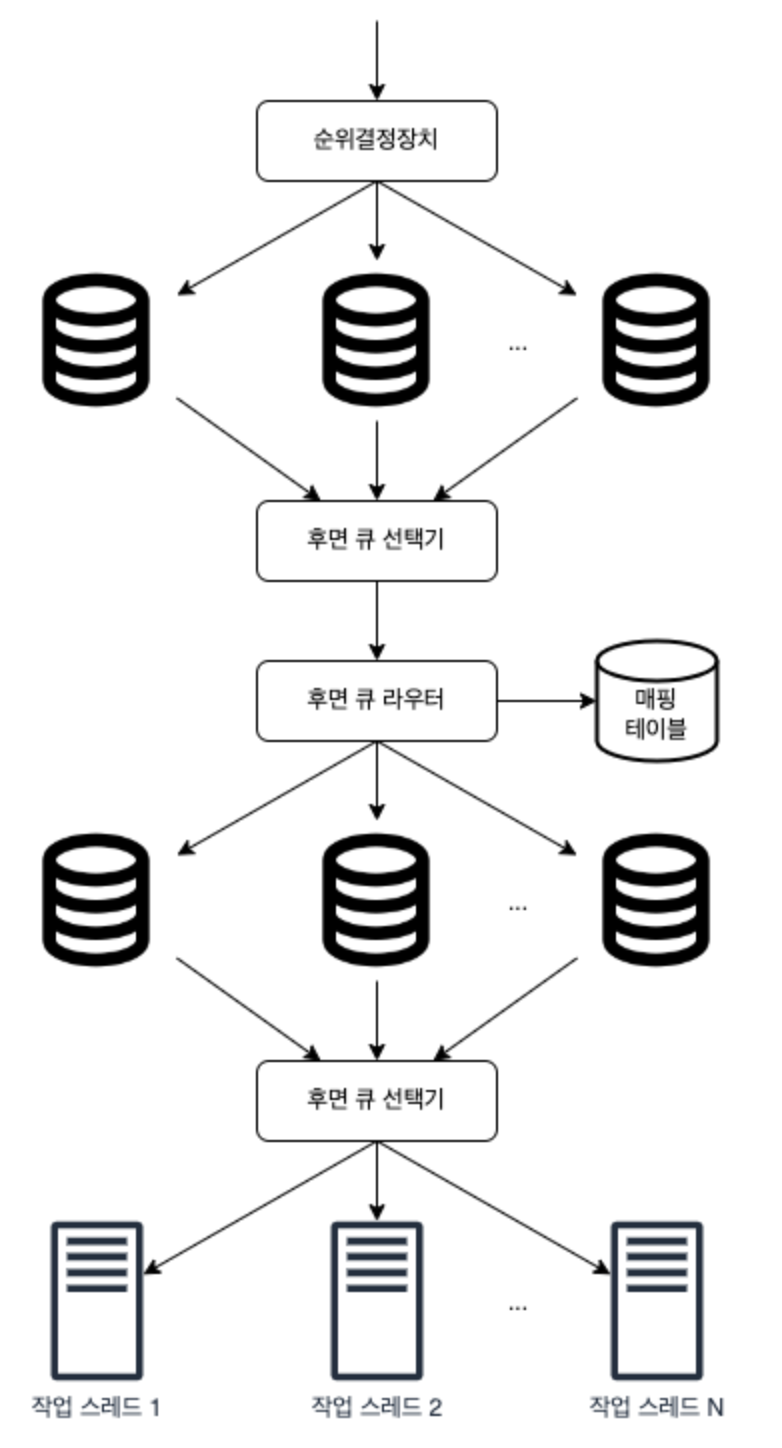 순위결정장치
...
후면 큐 선택기
후면 큐 라우터
매핑
테이블
...
후면 큐 선택기
...
작업 스레드 1
작업 스레드 2
작업 스레드 N